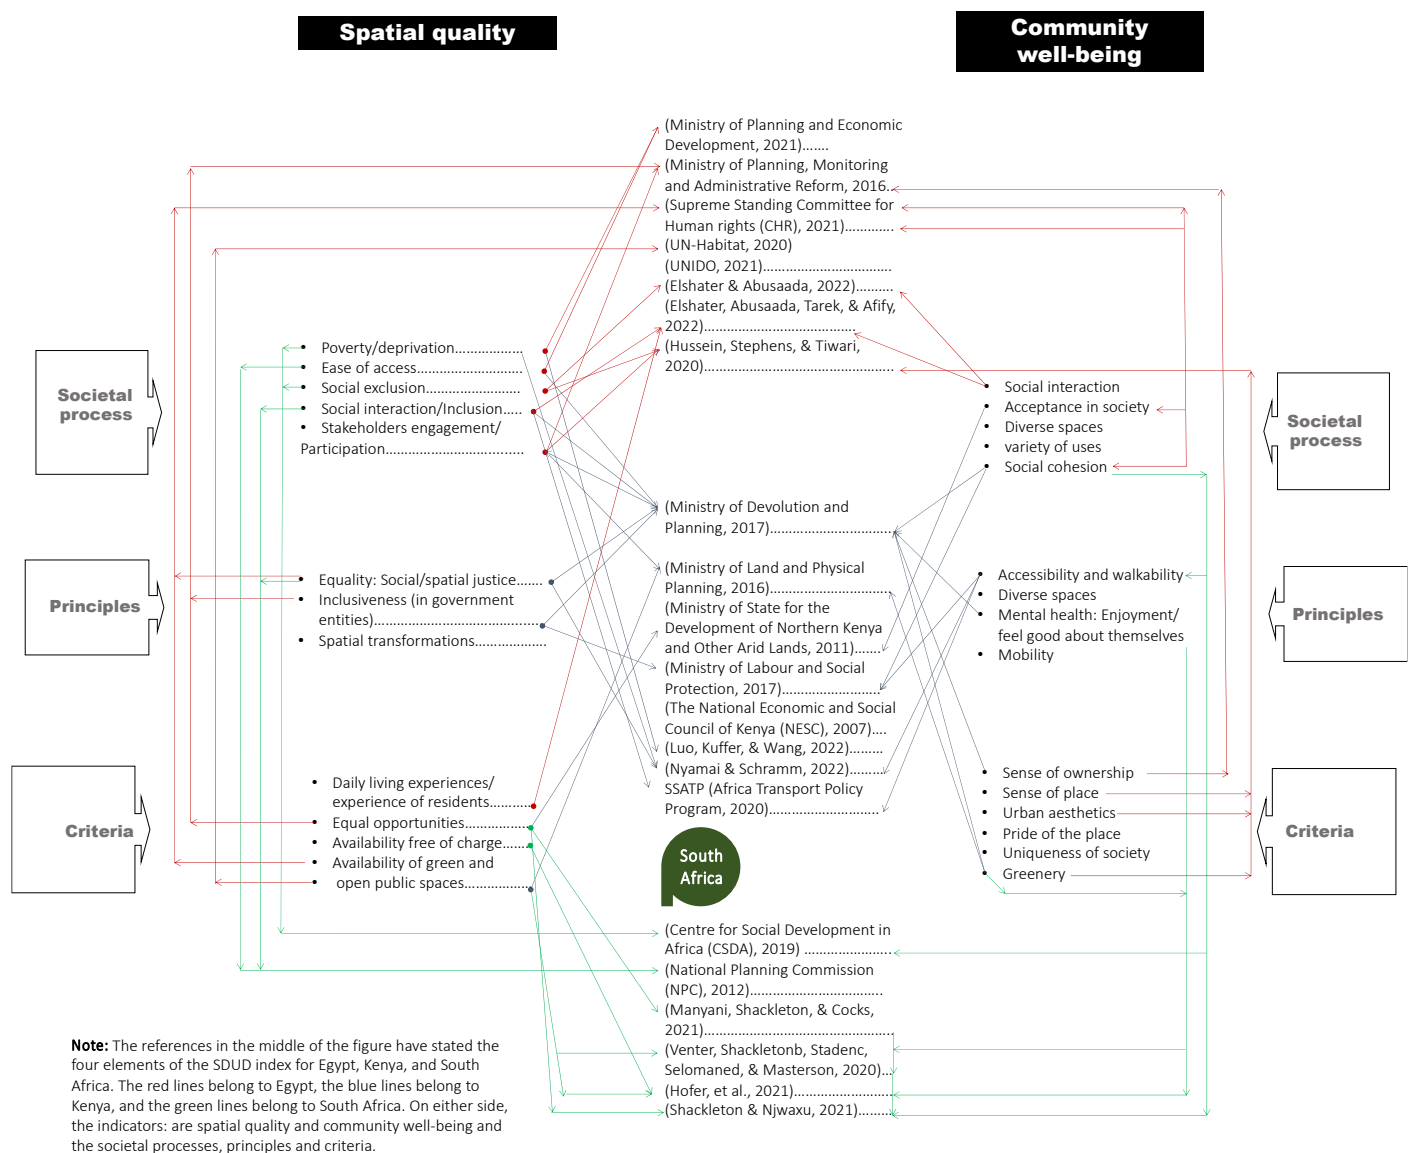 Spatial quality
Community
well-being
(Ministry of Planning and Economic
Development, 2021).......
(Ministry of Planning, Monitoring
and Administrative Reform, 2016..
(Supreme Standing Committee for
Human rights (CHR), 2021)............
(UN-Habitat, 2020)
(UNIDO, 2021).................................
(Elshater & Abusaada, 2022)..........
(Elshater, Abusaada, Tarek, & Afify,
2022).......................................
(Hussein, Stephens, & Tiwari,
2020).................................................
Societal
process
• Poverty/deprivation..................
• Ease of access...........................
• Social exclusion.........................
• Social interaction/Inclusion.....
• Stakeholders engagement/
Participation....................................
• Social interaction
• Acceptance in society
• Diverse spaces
• variety of uses
• Social cohesion
Societal
process
(Ministry of Devolution and
Planning, 2017)................................
Principles
• Equality: Social/spatial justice.......
• Inclusiveness (in government
entities)...........................................
• Spatial transformations...................
(Ministry of Land and Physical
Planning, 2016)................................
(Ministry of State for the
Development of Northern Kenya
and Other Arid Lands, 2011).......
(Ministry of Labour and Social
Protection, 2017).........................
(The National Economic and Social
Council of Kenya (NESC), 2007)....
(Luo, Kuffer, & Wang, 2022).........
(Nyamai & Schramm, 2022).........
SSATP (Africa Transport Policy
Program, 2020)............................
• Accessibility and walkability
• Diverse spaces
• Mental health: Enjoyment/
feel good about themselves
• Mobility
Principles
Criteria
• Daily living experiences/
experience of residents...........
• Equal opportunities.................
• Availability free of charge.......
• Availability of green and
• open public spaces.................
• Sense of ownership
• Sense of place
• Urban aesthetics
• Pride of the place
• Uniqueness of society
• Greenery
Criteria
South
Africa
(Centre for Social Development in
Africa (CSDA), 2019) .......................
(National Planning Commission
(NPC), 2012)..................................
(Manyani, Shackleton, & Cocks,
2021).................................................
(Venter, Shackletonb, Stadenc,
Selomaned, & Masterson, 2020)...
(Hofer, et al., 2021).........................
(Shackleton & Njwaxu, 2021).........
Note: The references in the middle of the figure have stated the
four elements of the SDUD index for Egypt, Kenya, and South
Africa. The red lines belong to Egypt, the blue lines belong to
Kenya, and the green lines belong to South Africa. On either side,
the indicators: are spatial quality and community well-being and
the societal processes, principles and criteria.